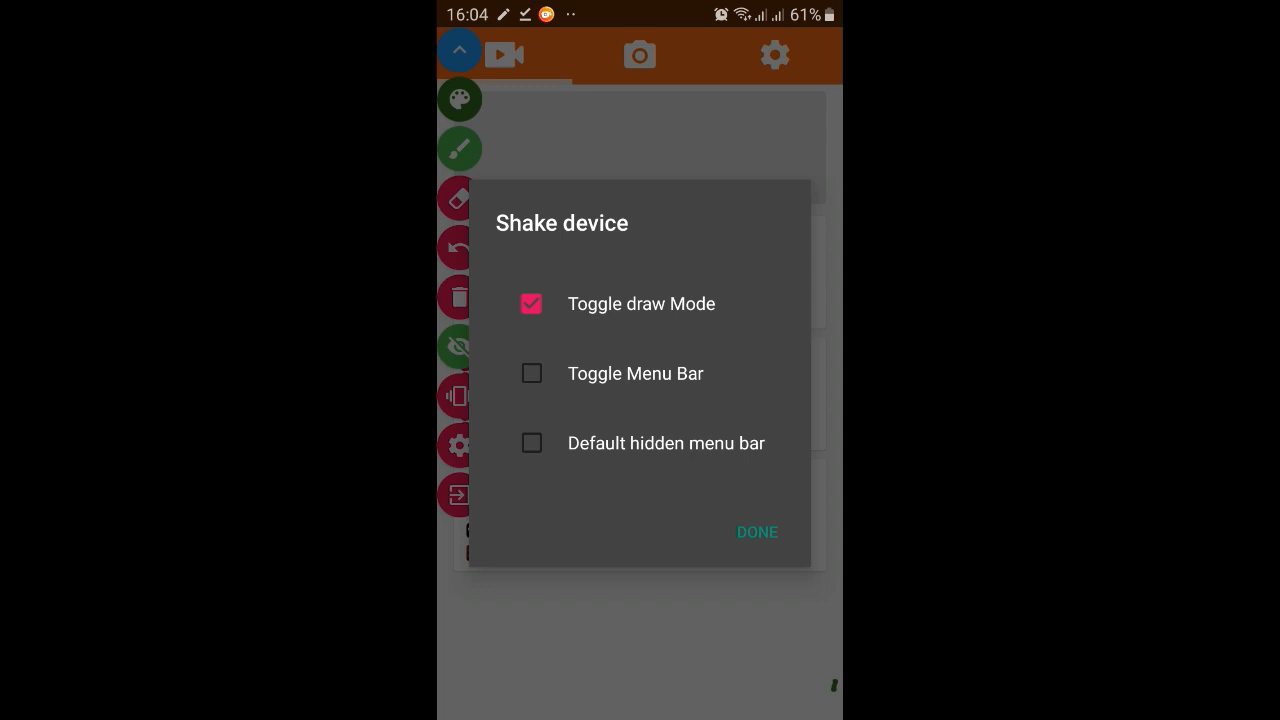 16:04
61%
Shake device
Toggle draw Mode
Toggle Menu Bar
Default hidden menu bar
DONE